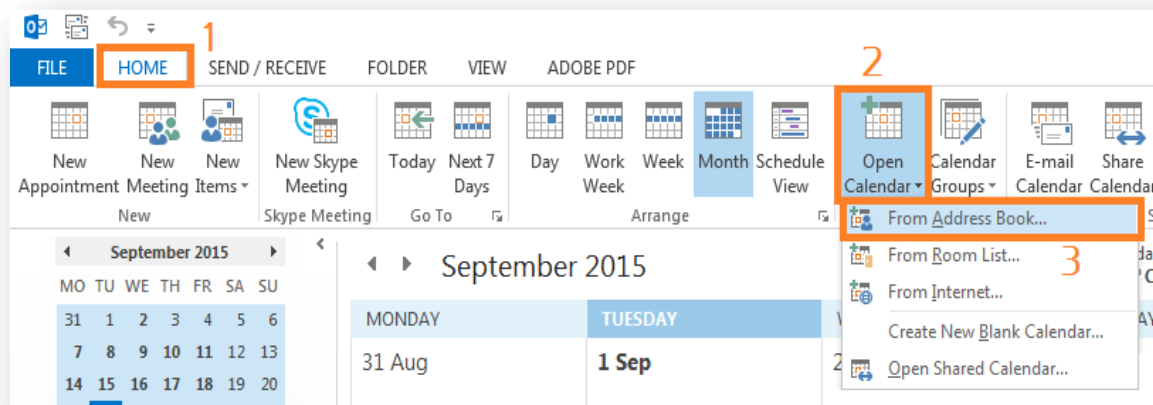 1
FILE HOME SEND / RECEIVE FOLDER VIEW ADOBE PDF
2
New Appointment
New Meeting
New Items
New
New Skype Meeting
Skype Meeting
Today
Next 7 Days
Go To
Day
Work Week
Week
Month
Schedule View
Arrange
Open Calendar
Calendar Groups
E-mail Calendar
Share
From Address Book...
From Room List...
3
From Internet...
Create New Blank Calendar...
Open Shared Calendar...
September 2015
MO TU WE TH FR SA SU
31 1 2 3 4 5 6
7 8 9 10 11 12 13
14 15 16 17 18 19 20
September 2015
MONDAY TUESDAY
31 Aug 1 Sep 2